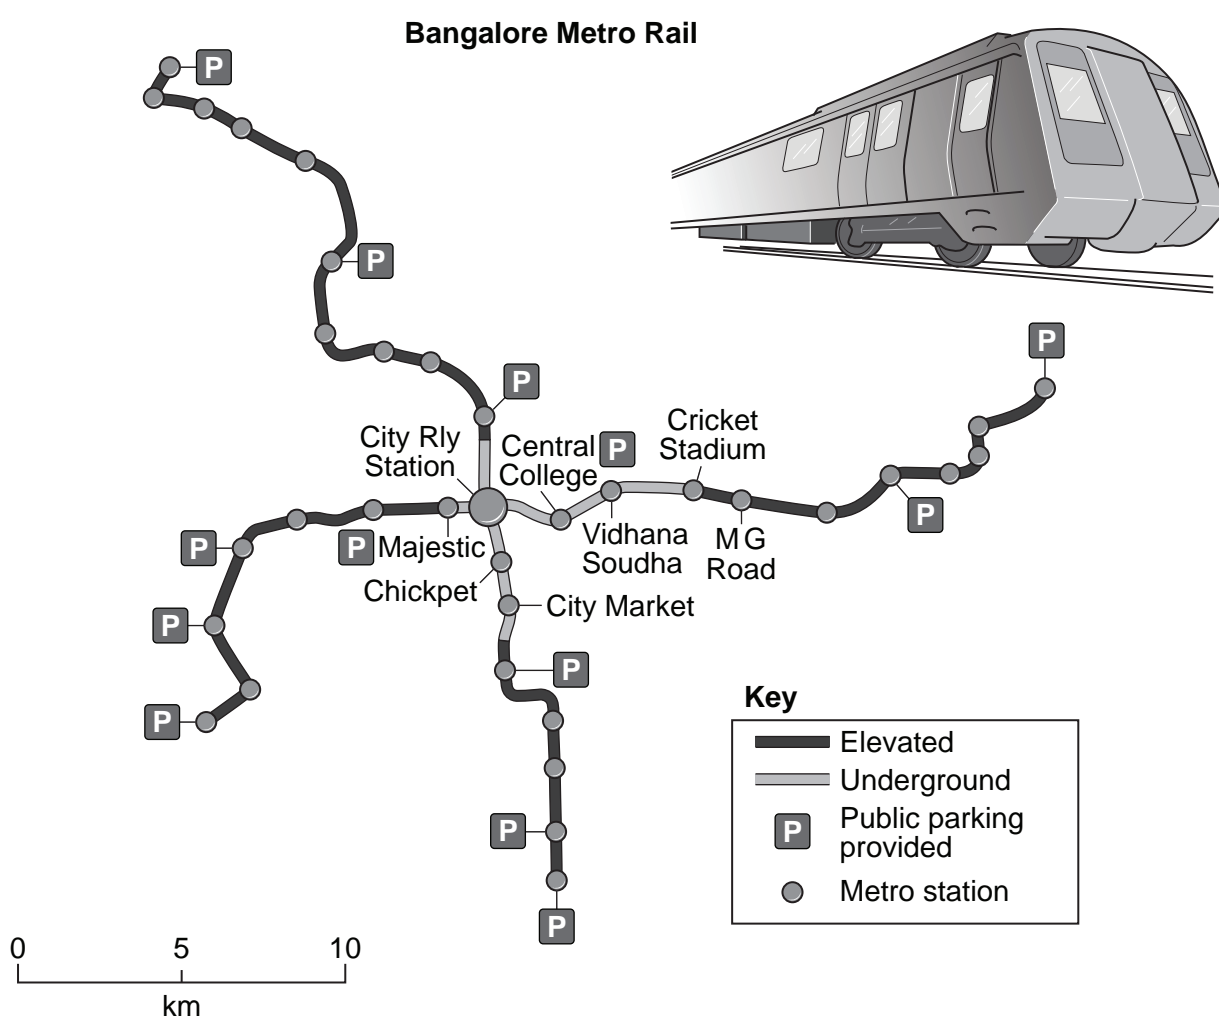 Bangalore Metro Rail
P
P
P
P
City Rly
Station
Central
College
P
Cricket
Stadium
P
P
P
Majestic
Vidhana
Soudha
M G
Road
Chickpet
City Market
P
P
P
P
P
Key
Elevated
Underground
P
Public parking
provided
Metro station
0 5 10
km